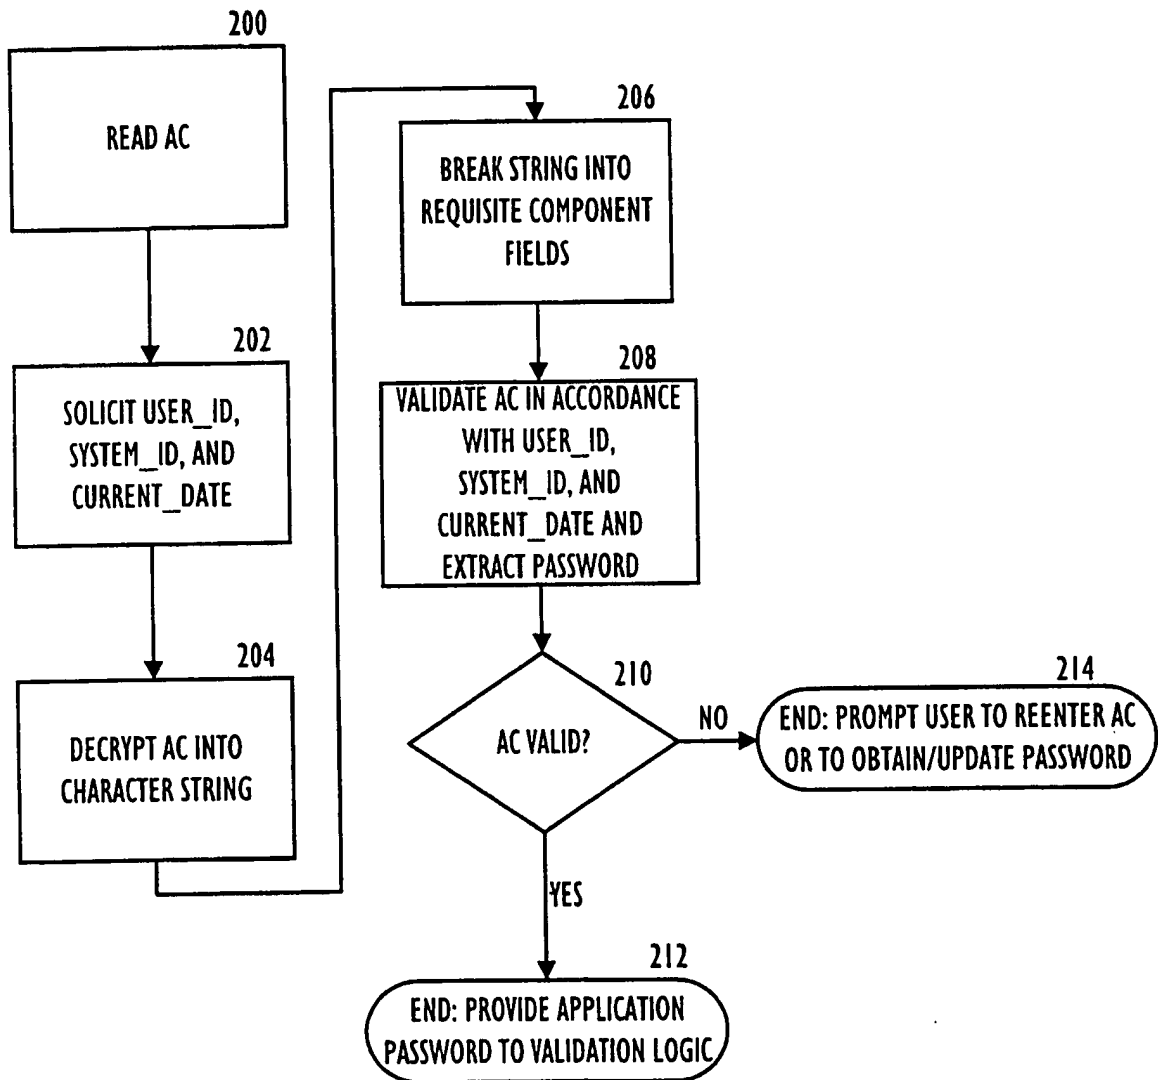 200
READ AC
202
SOLICIT USER_ID,
SYSTEM_ID, AND
CURRENT_DATE
204
DECRYPT AC INTO
CHARACTER STRING
206
BREAK STRING INTO
REQUISITE COMPONENT
FIELDS
208
VALIDATE AC IN ACCORDANCE
WITH USER_ID,
SYSTEM_ID, AND
CURRENT_DATE AND
EXTRACT PASSWORD
210
AC VALID?
NO
214
END: PROMPT USER TO REENTER AC
OR TO OBTAIN/UPDATE PASSWORD
YES
212
END: PROVIDE APPLICATION
PASSWORD TO VALIDATION LOGIC